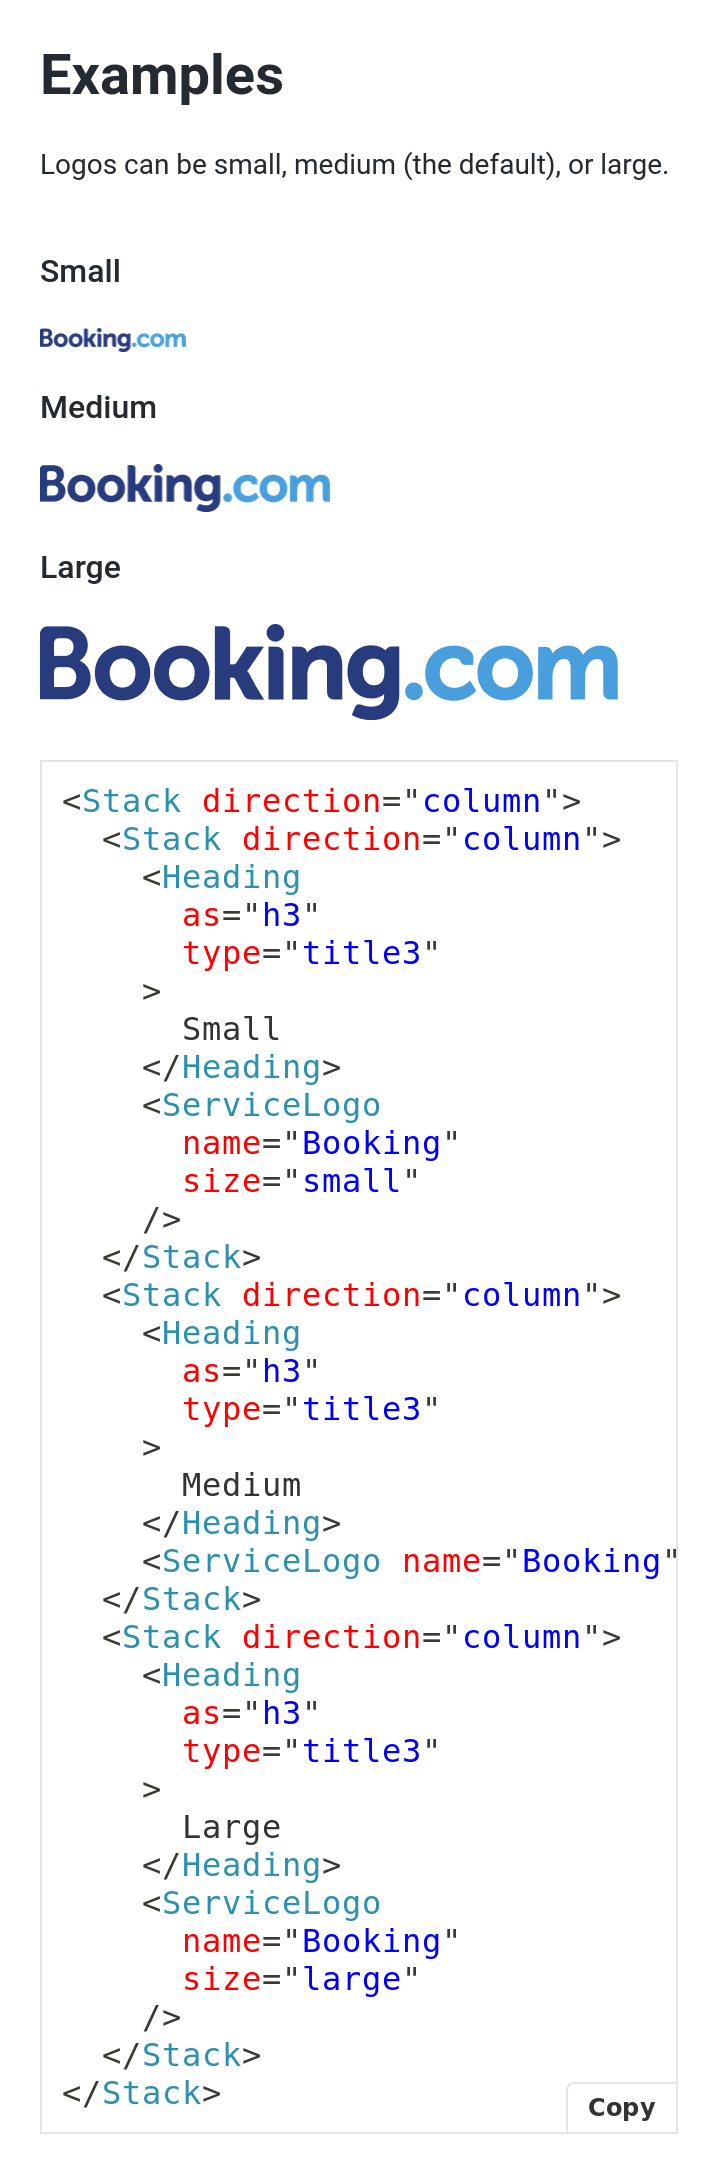 Examples
Logos can be small, medium (the default), or large.
Small
Booking.com
Medium
Booking.com
Large
Booking.com
<Stack direction="column">
  <Stack direction="column">
    <Heading
      as="h3"
      type="title3"
    >
      Small
    </Heading>
    <ServiceLogo
      name="Booking"
      size="small"
    />
  </Stack>
  <Stack direction="column">
    <Heading
      as="h3"
      type="title3"
    >
      Medium
    </Heading>
    <ServiceLogo name="Booking"
  </Stack>
  <Stack direction="column">
    <Heading
      as="h3"
      type="title3"
    >
      Large
    </Heading>
    <ServiceLogo
      name="Booking"
      size="large"
    />
  </Stack>
</Stack>
Copy